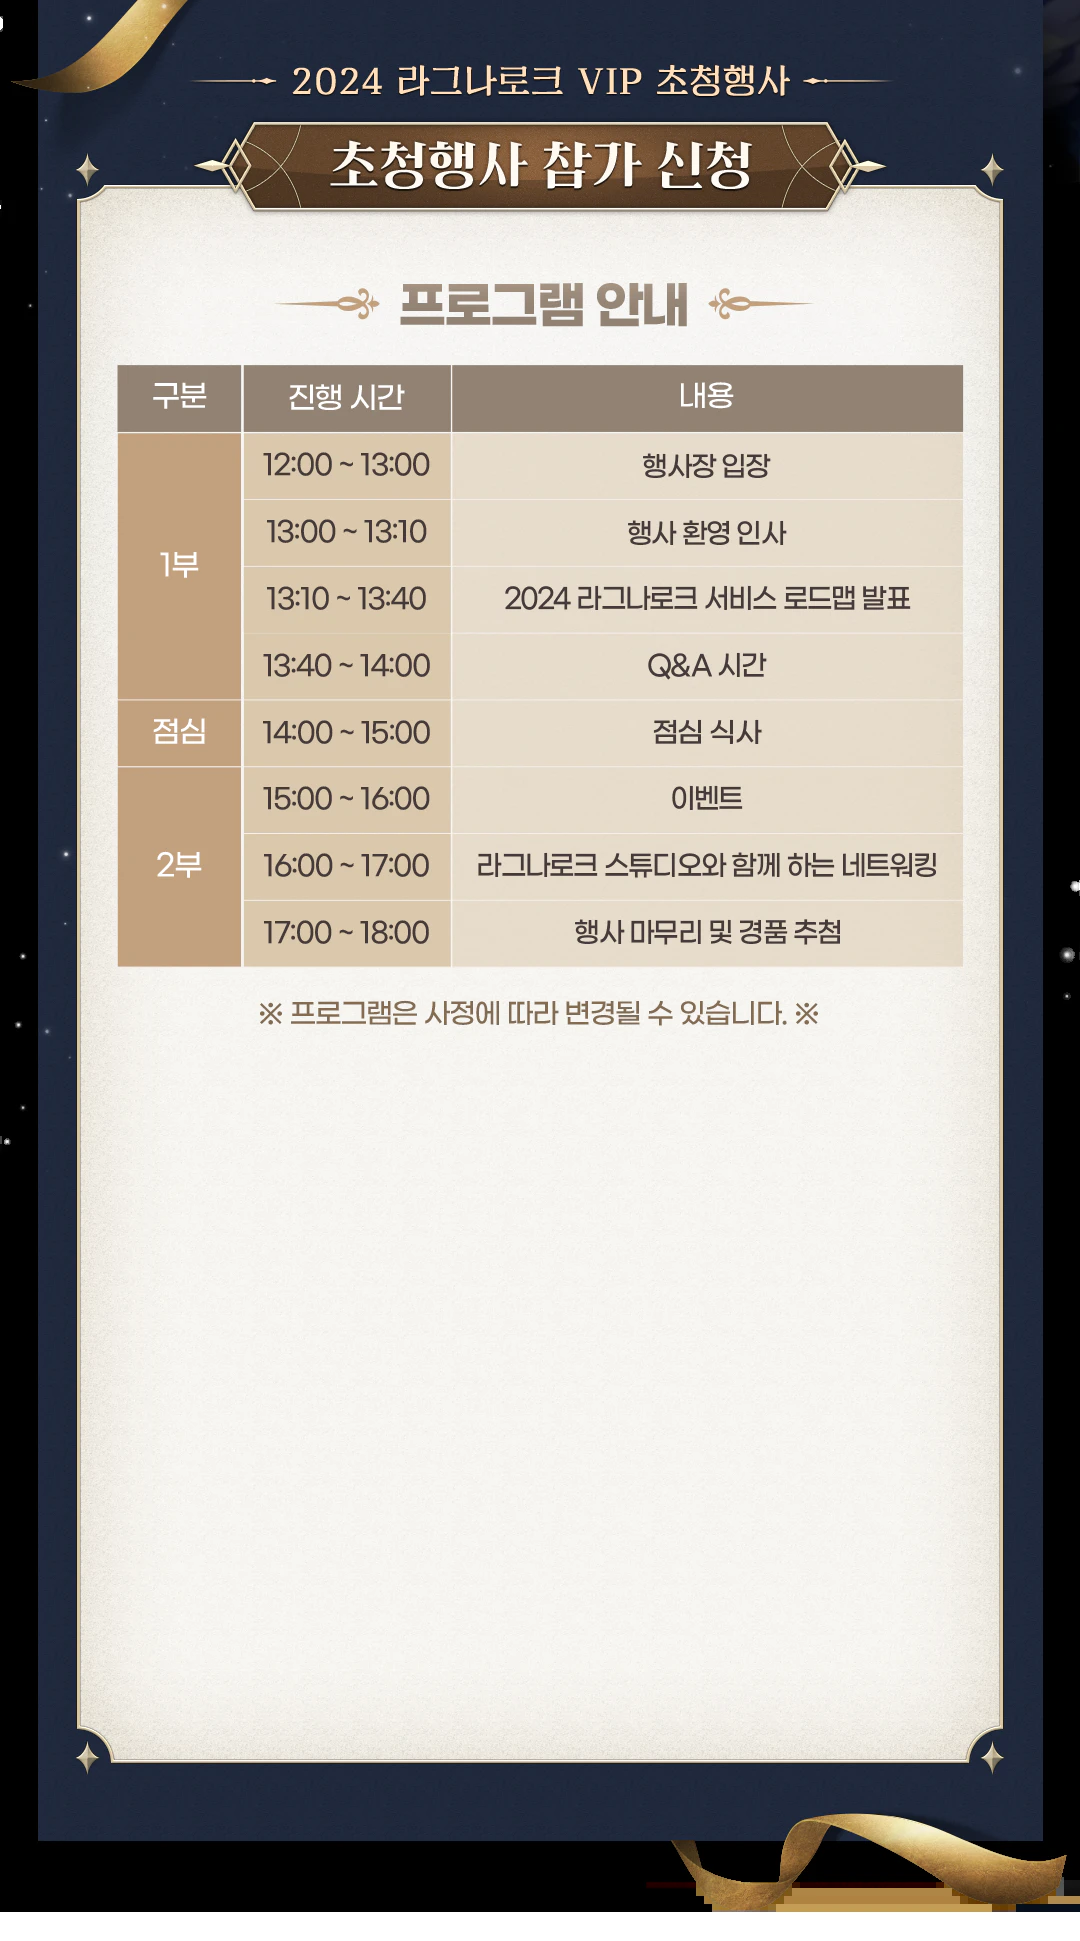 2024 라그나로크 VIP 초청행사
초청행사 참가 신청
프로그램 안내
구분 진행 시간 내용
1부
12:00 ~ 13:00 행사장 입장
13:00 ~ 13:10 행사 환영 인사
13:10 ~ 13:40 2024 라그나로크 서비스 로드맵 발표
13:40 ~ 14:00 Q&A 시간
점심 14:00 ~ 15:00 점심 식사
2부
15:00 ~ 16:00 이벤트
16:00 ~ 17:00 라그나로크 스튜디오와 함께 하는 네트워킹
17:00 ~ 18:00 행사 마무리 및 경품 추첨
※ 프로그램은 사정에 따라 변경될 수 있습니다. ※